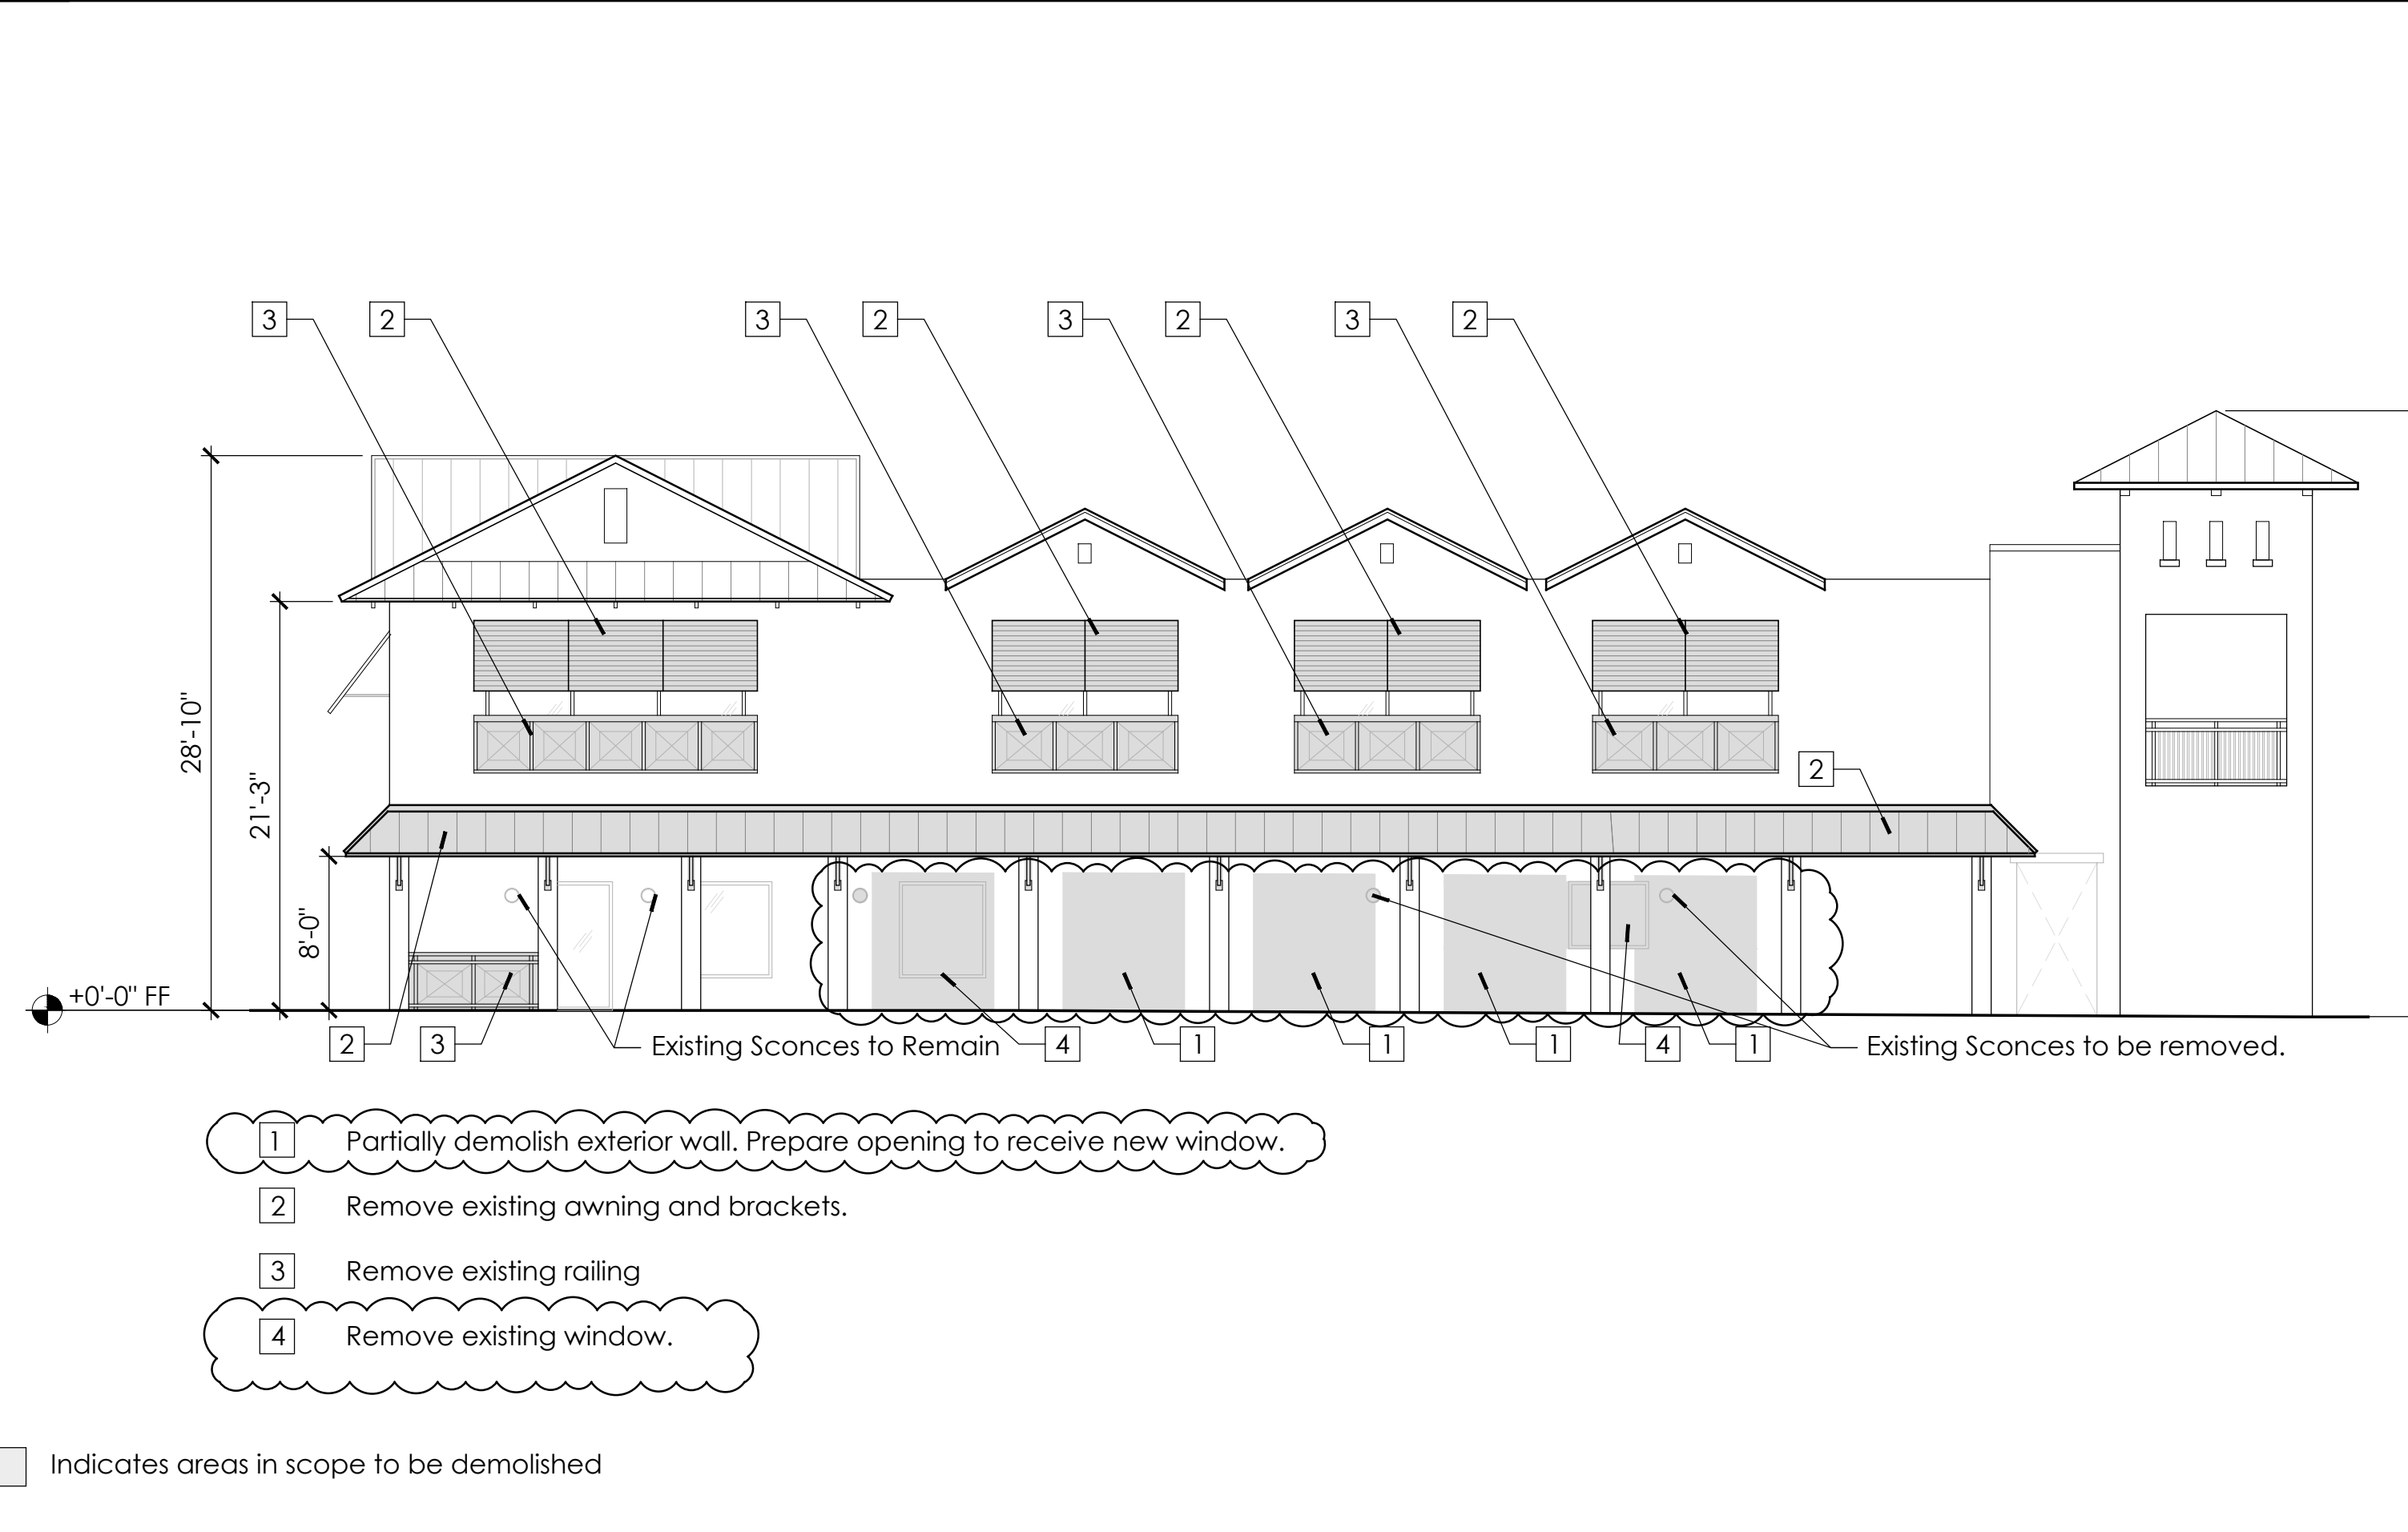 3 2 3 2 3 2 3 2
28'-10"
21'-3"
2
8'-0"
+0'-0" FF
2 3 Existing Sconces to Remain 4 1 1 1 4 1 Existing Sconces to be removed.
1 Partially demolish exterior wall. Prepare opening to receive new window.
2 Remove existing awning and brackets.
3 Remove existing railing
4 Remove existing window.
Indicates areas in scope to be demolished